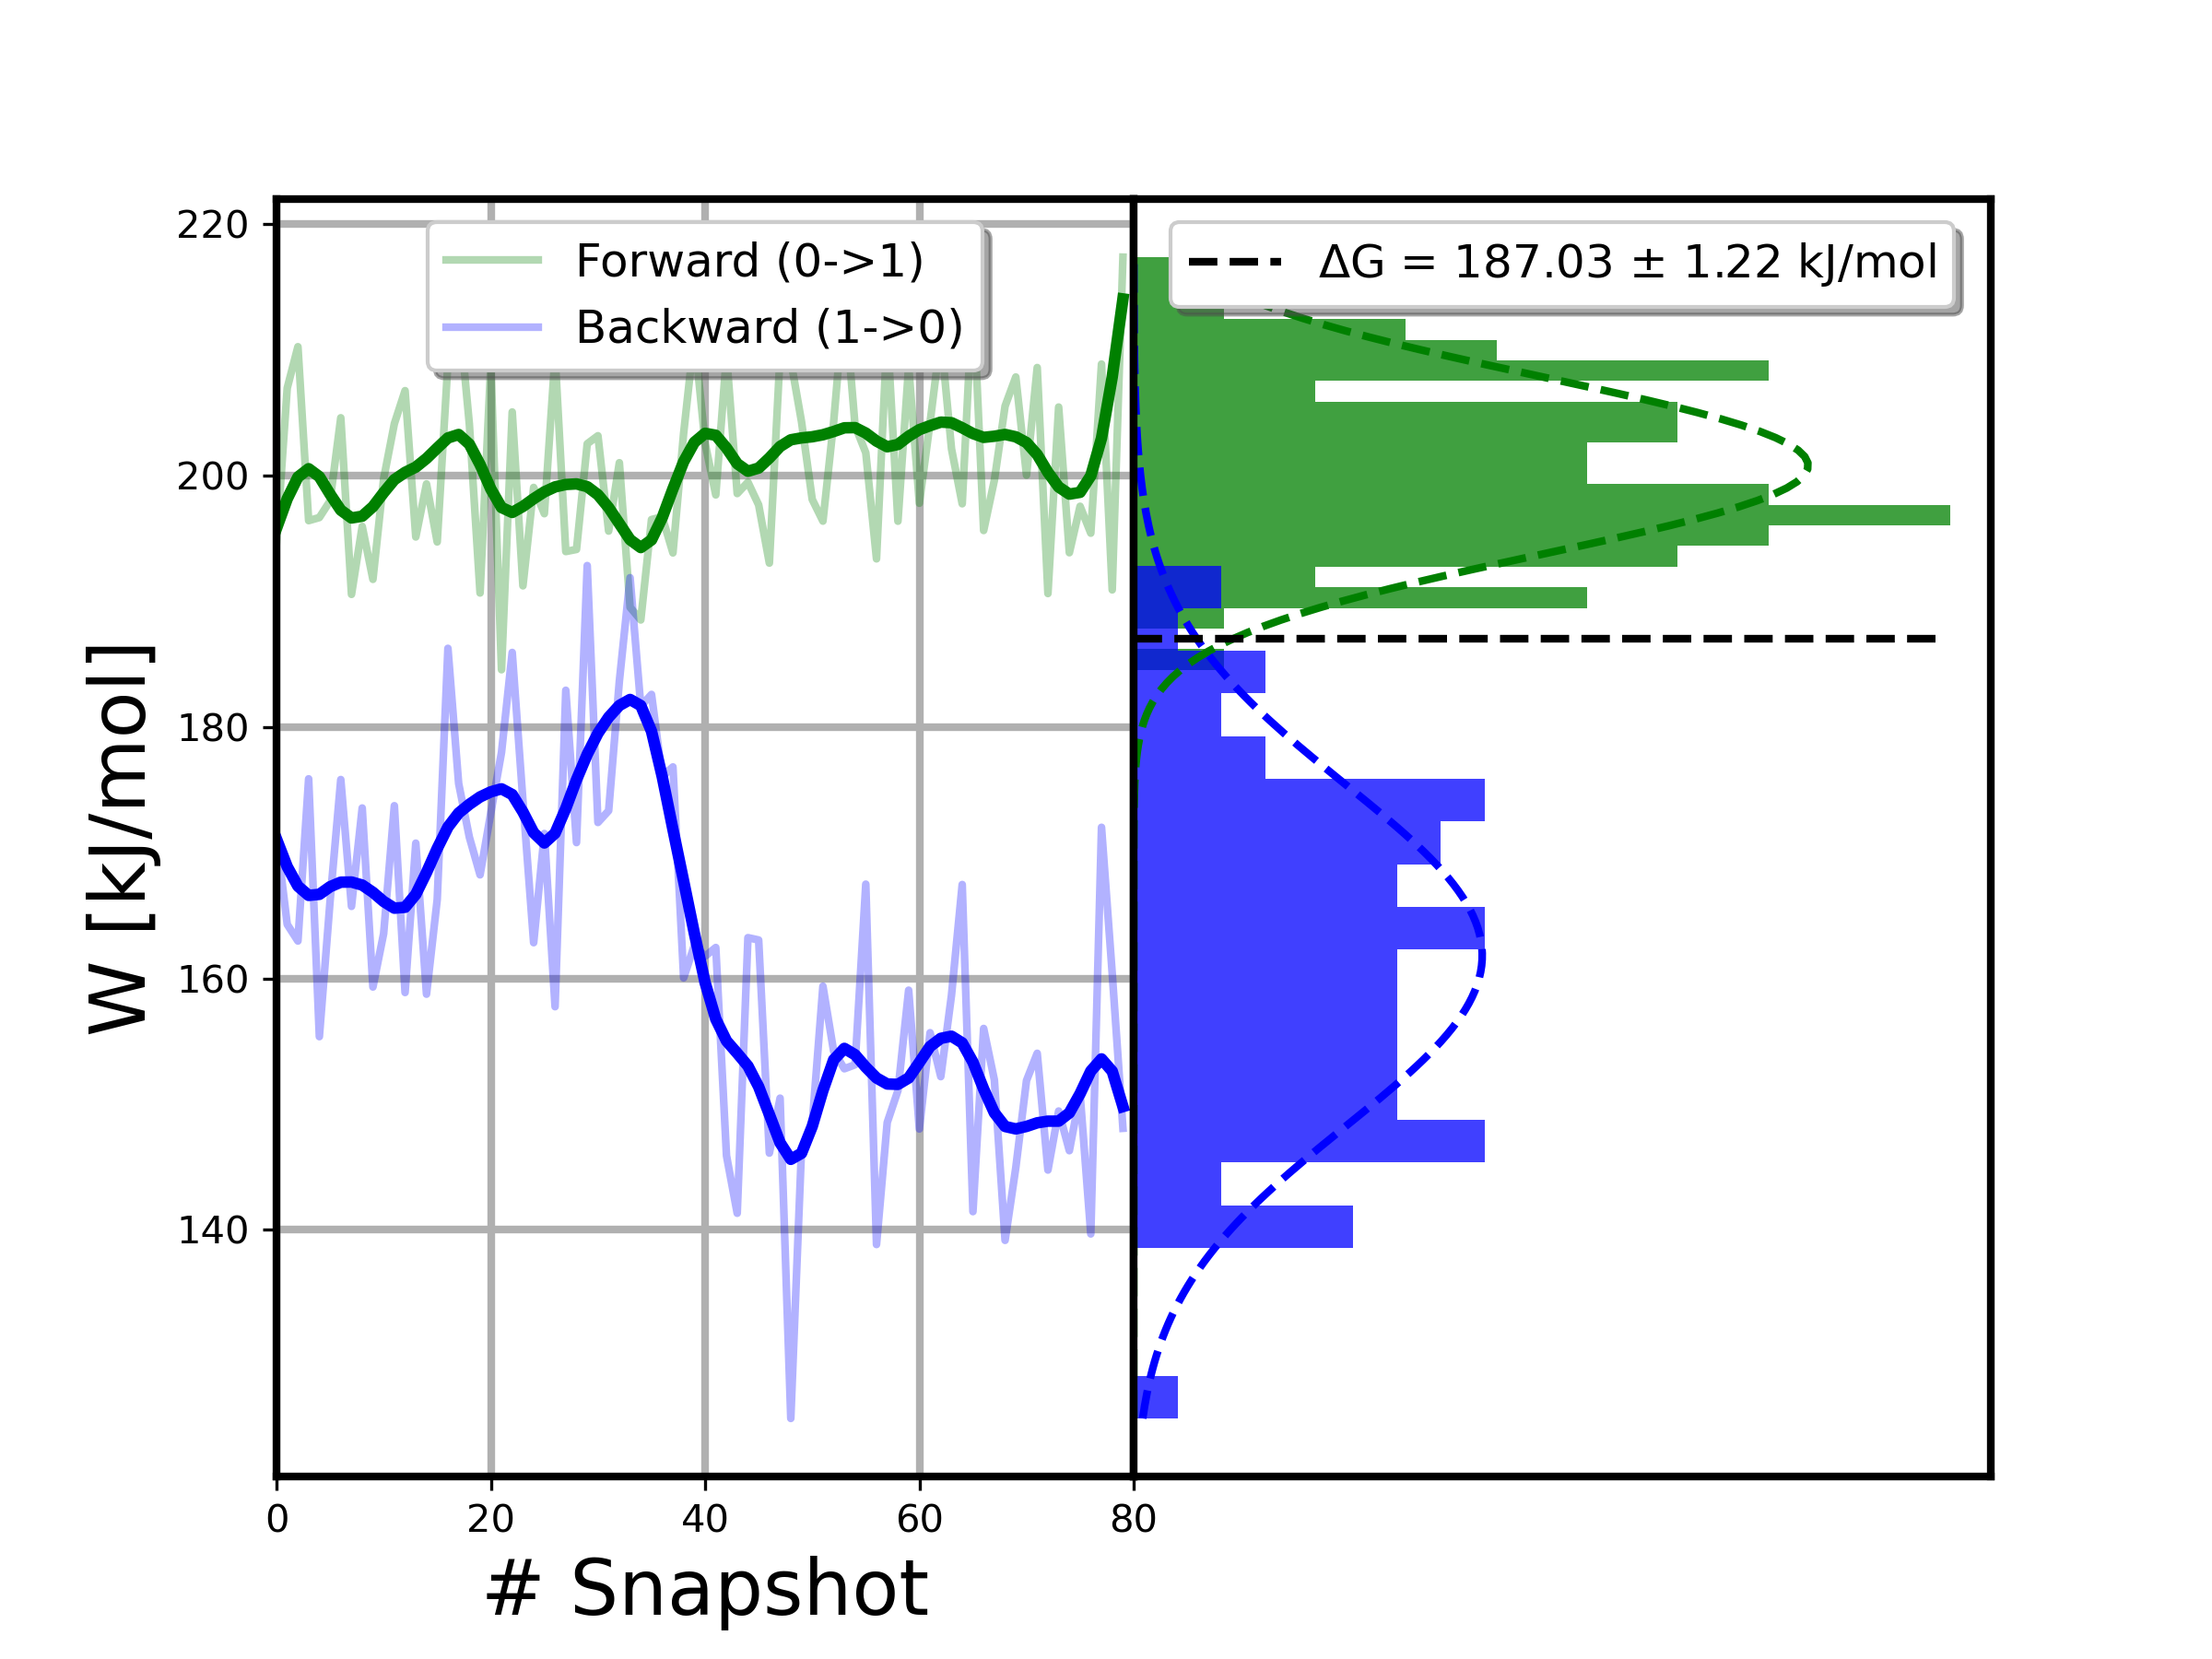 Forward (0->1)
Backward (1->0)
ΔG = 187.03 ± 1.22 kJ/mol
W [kJ/mol]
220
200
180
160
140
0 20 40 60 80
# Snapshot